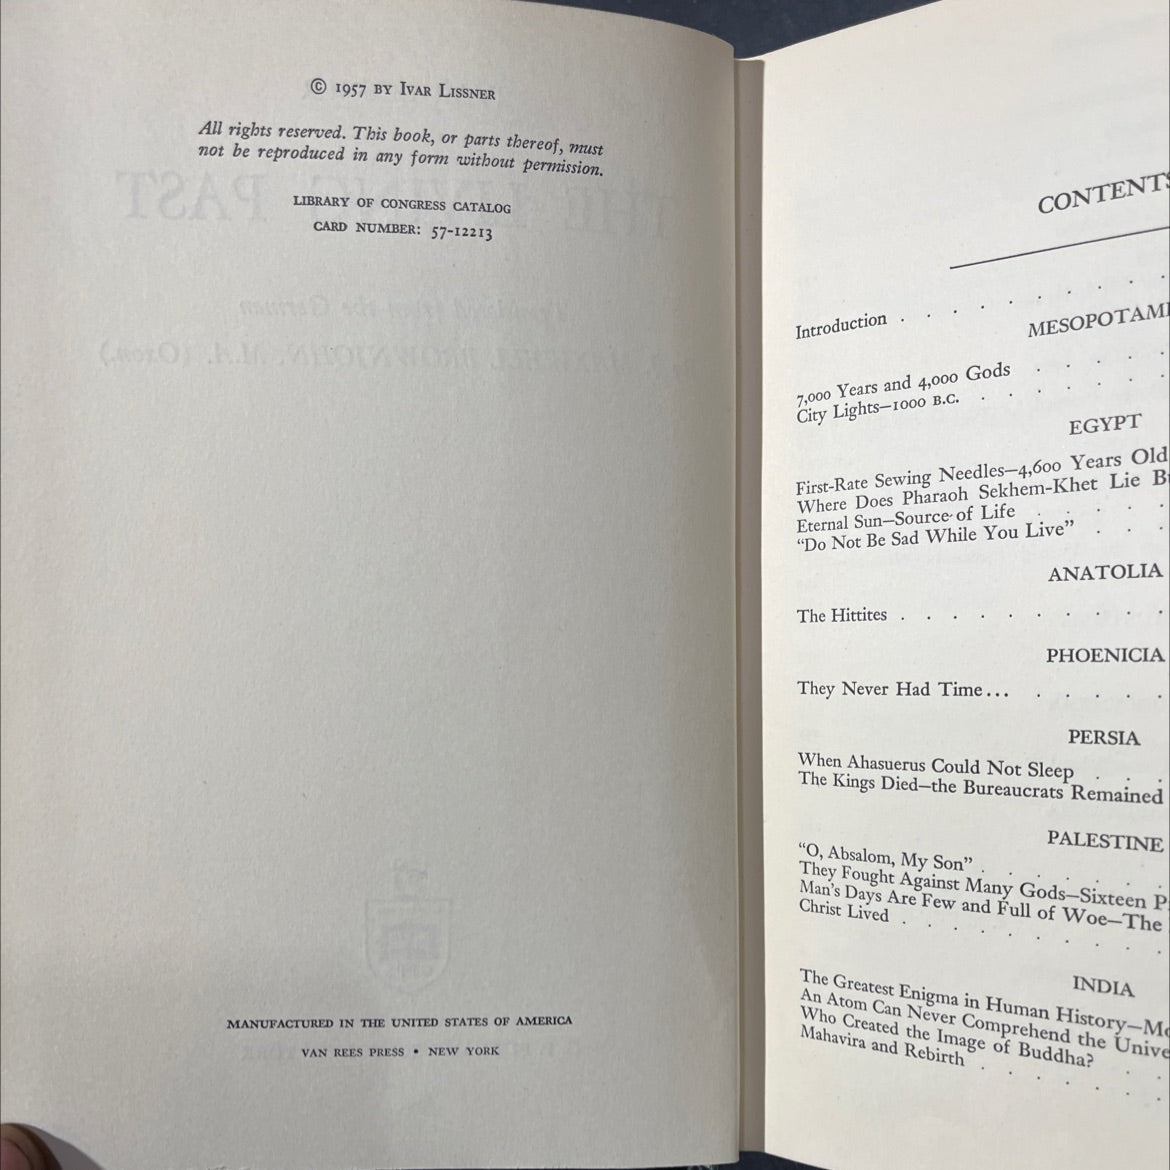 © 1957 BY IVAR LISSNER
All rights reserved. This book, or parts thereof, must
not be reproduced in any form without permission.
LIBRARY OF CONGRESS CATALOG
CARD NUMBER: 57-12213
MANUFACTURED IN THE UNITED STATES OF AMERICA
VAN REES PRESS • NEW YORK
CONTENTS
Introduction . . . . . . .
MESOPOTAMI
7,000 Years and 4,000 Gods . . . . .
City Lights—1000 B.C. . . . . . . .
EGYPT
First-Rate Sewing Needles—4,600 Years Old
Where Does Pharaoh Sekhem-Khet Lie B
Eternal Sun—Source of Life . . . . .
“Do Not Be Sad While You Live” . . .
ANATOLIA
The Hittites . . . . . . . . . .
PHOENICIA
They Never Had Time... . . . . .
PERSIA
When Ahasuerus Could Not Sleep . . .
The Kings Died—the Bureaucrats Remained
PALESTINE
“O, Absalom, My Son” . . . . . . .
They Fought Against Many Gods—Sixteen P
Man’s Days Are Few and Full of Woe—The
Christ Lived . . . . . . . . . .
INDIA
The Greatest Enigma in Human History—Mo
An Atom Can Never Comprehend the Unive
Who Created the Image of Buddha? . .
Mahavira and Rebirth . . . . . . .